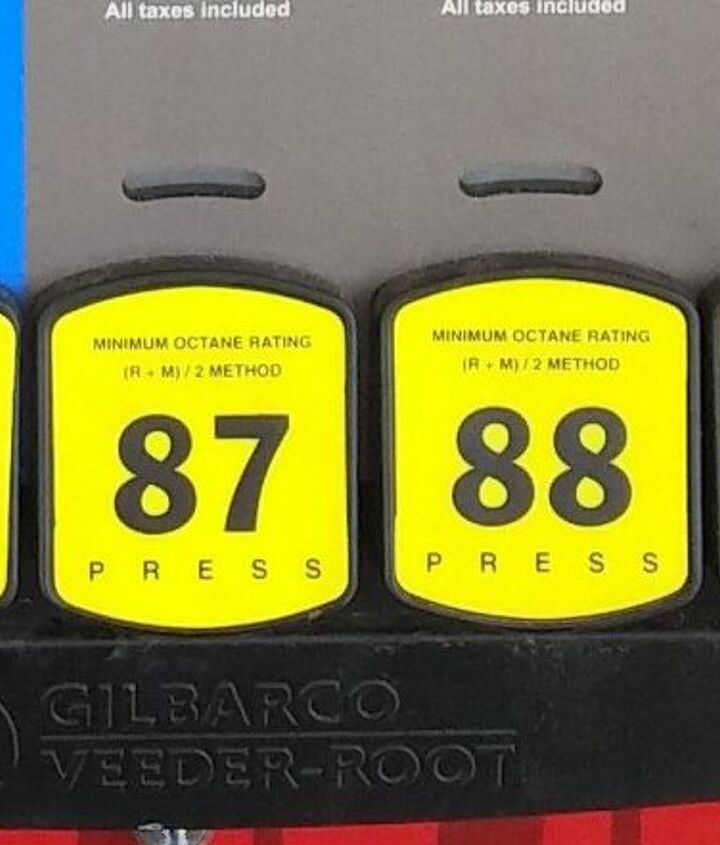 All taxes included
All taxes included
MINIMUM OCTANE RATING
(R + M) / 2 METHOD
87
PRESS
MINIMUM OCTANE RATING
(R + M) / 2 METHOD
88
PRESS
GILBARCO
VEEDER-ROOT